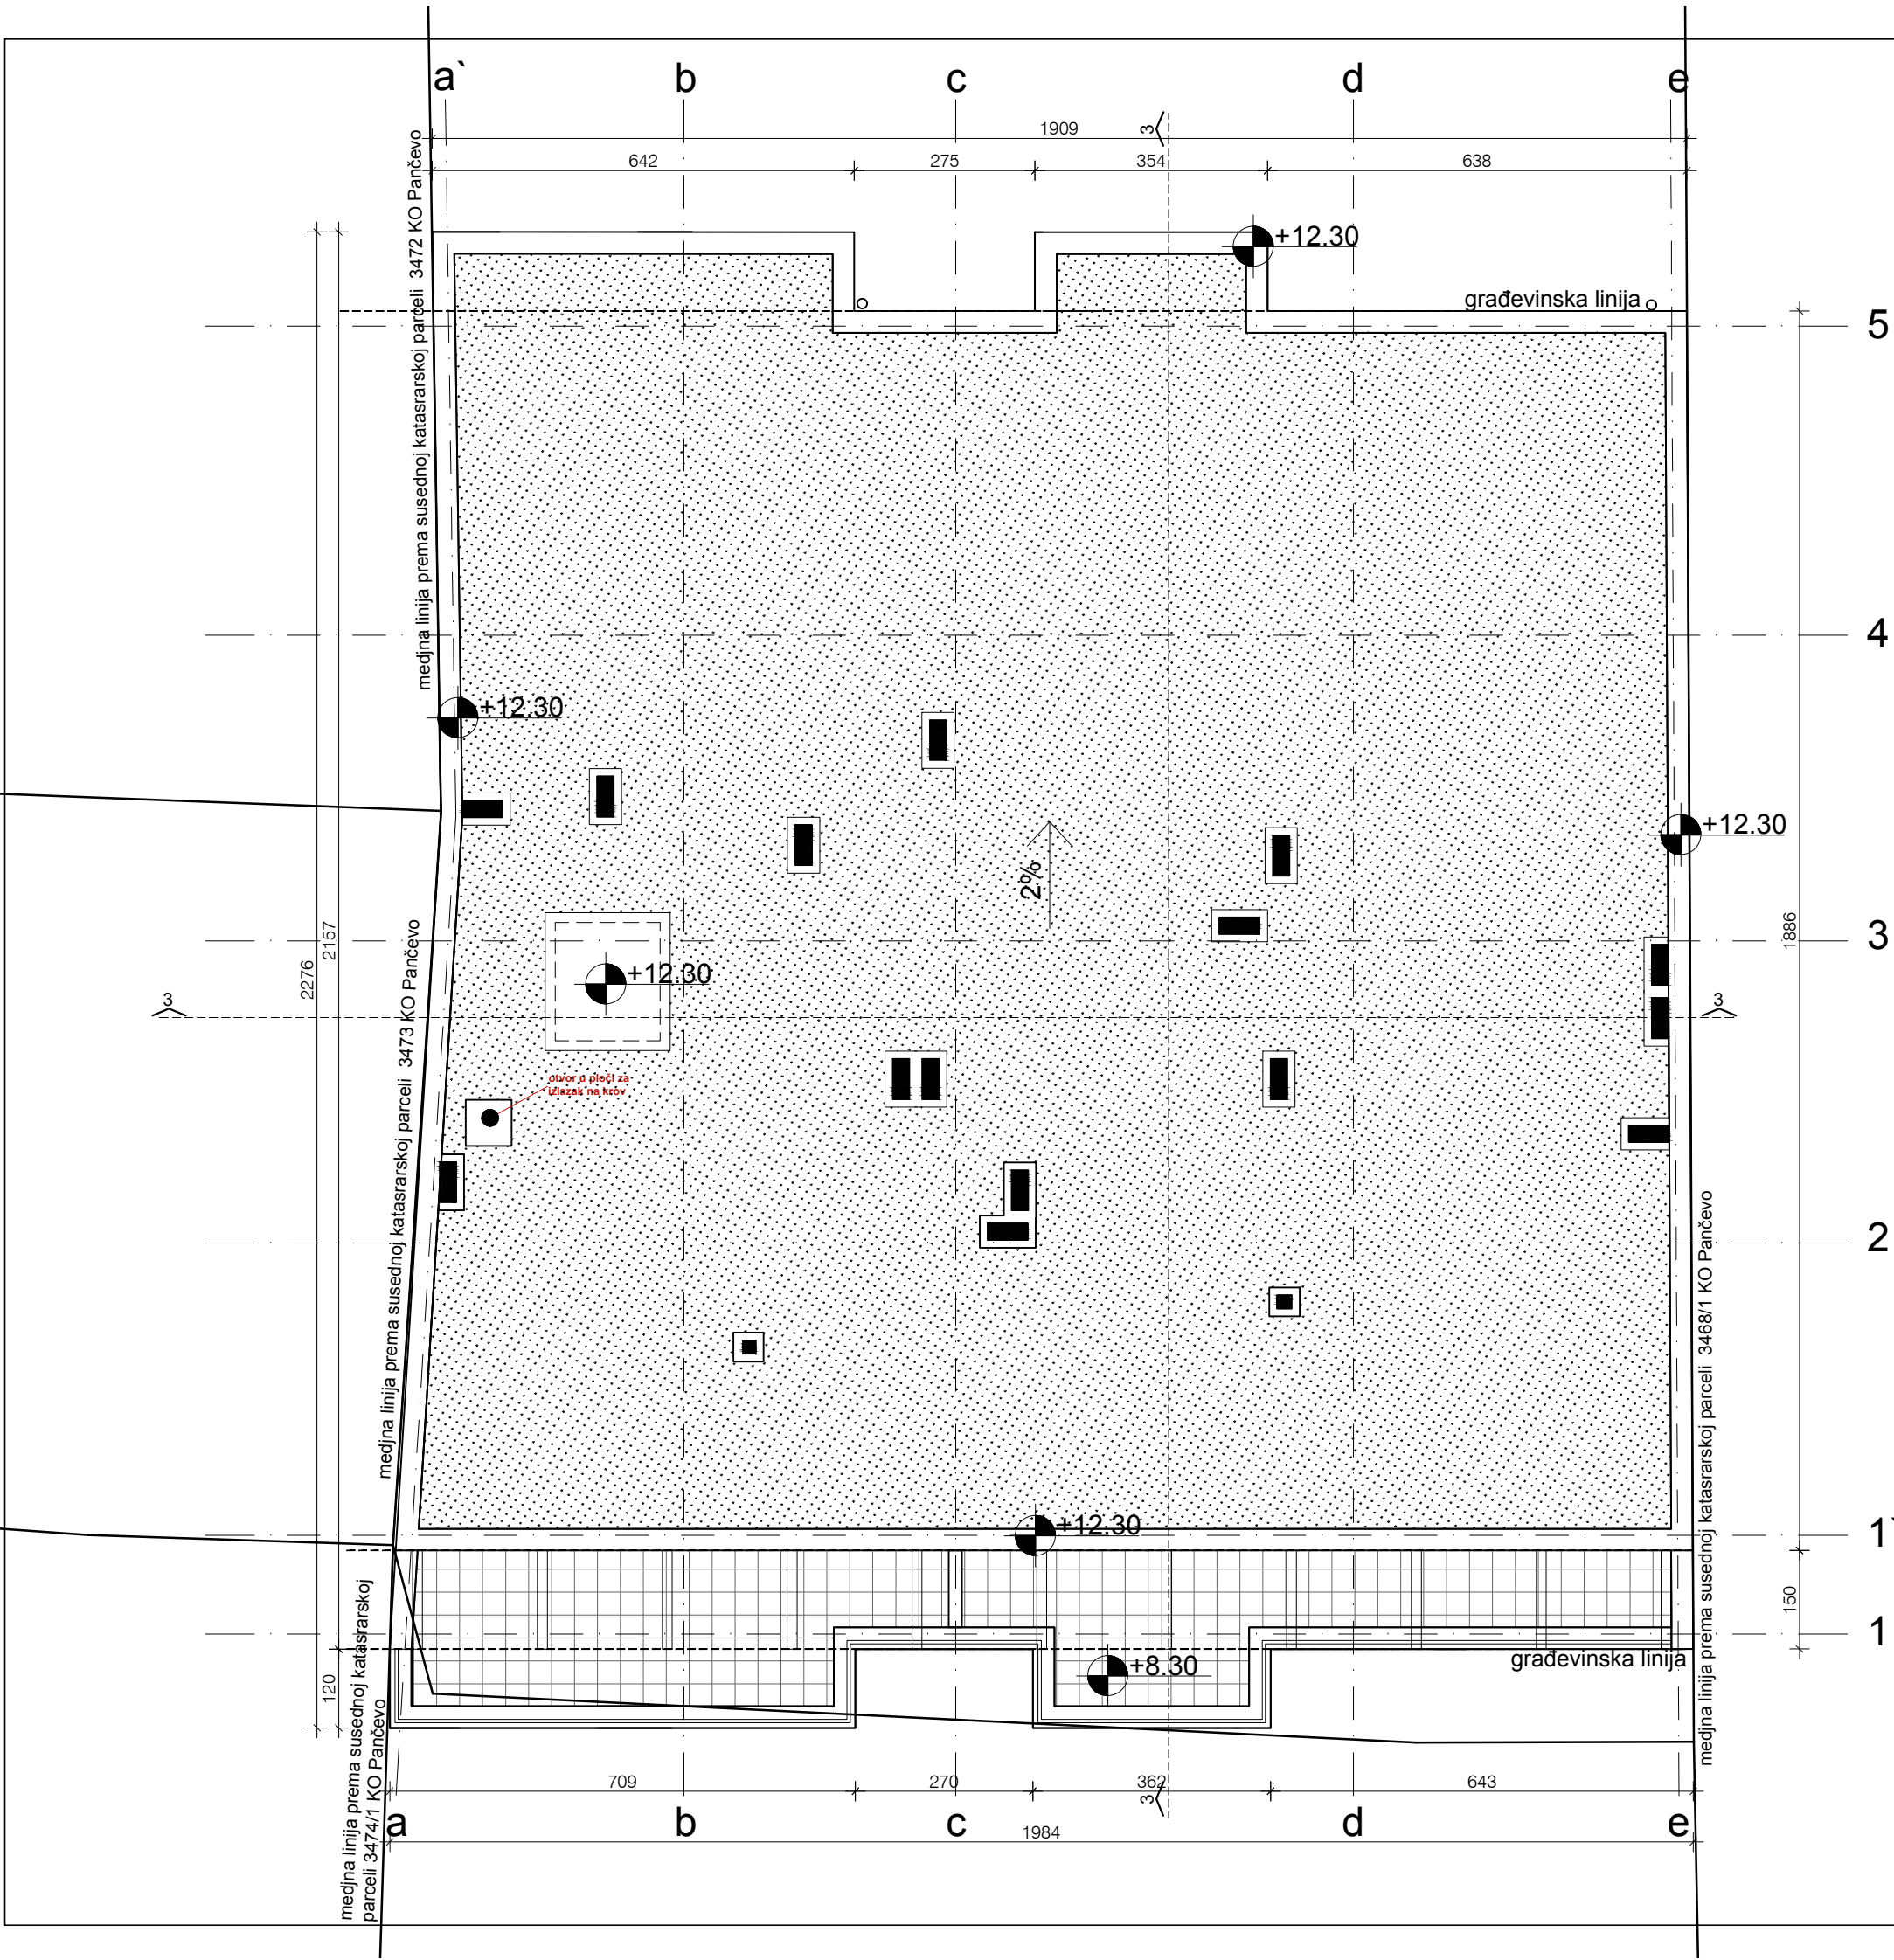 a` b c d e
1909
3
642 275 354 638
medjna linija prema susednoj katasrarskoj parceli 3472 KO Pančevo
+12.30
građevinska linija
5
4
+12.30
+12.30
2%
3
2276
2157
1886
+12.30
3
3
medjna linija prema susednoj katasrarskoj parceli 3473 KO Pančevo
otvor u ploči za
izlazak na krov
2
medjna linija prema susednoj katasrarskoj parceli 3468/1 KO Pančevo
+12.30
1`
150
1
građevinska linija
+8.30
120
medjna linija prema susednoj katasrarskoj
parceli 3474/1 KO Pančevo
709 270 362 643
3
a b c d e
1984